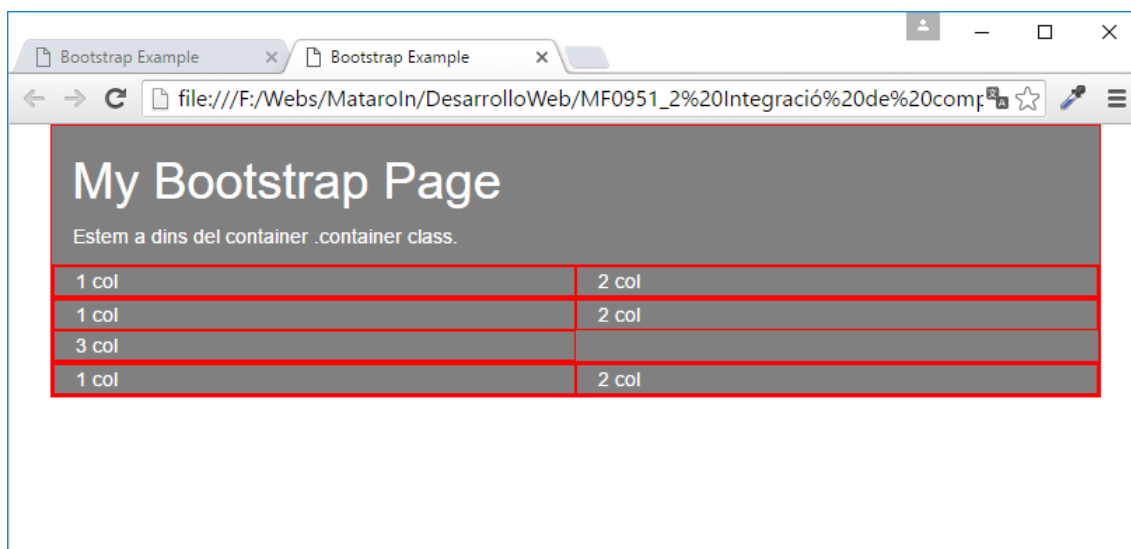 Bootstrap Example
Bootstrap Example
file:///F:/Webs/MataroIn/DesarrolloWeb/MF0951_2%20Integració%20de%20comp
My Bootstrap Page
Estem a dins del container .container class.
1 col
2 col
1 col
2 col
3 col
1 col
2 col